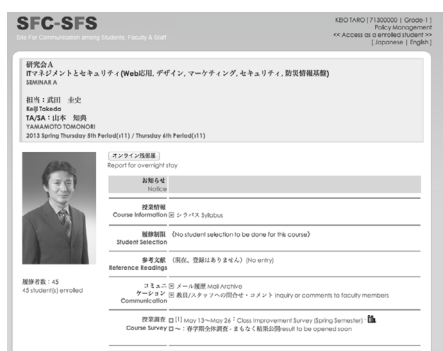 SFC-SFS
Site For Communication among Students, Faculty & Staff
KEIO TARO | 71300000 | Grade-1 |
Policy Management
<< Access as a enrolled student >>
[ Japanese | English ]
研究会A
ITマネジメントとセキュリティ(Web応用, デザイン, マーケティング, セキュリティ, 防災情報基盤)
SEMINAR A
担当:武田 圭史
Keiji Takeda
TA/SA:山本 知典
YAMAMOTO TOMONORI
2013 Spring Thursday 5th Period(s11) / Thursday 6th Period(s11)
オンライン残留届
Report for overnight stay
お知らせ
Notice
授業情報
Course Information シラバス Syllabus
履修制限 (No student selection to be done for this course)
Student Selection
参考文献 (現在、登録はありません) (No entry)
Reference Readings
履修者数:45
45 student(s) enrolled
コミュニケーション メール履歴 Mail Archive
Communication 教員/スタッフへの問合せ・コメント Inquiry or comments to faculty members
授業調査 [1] May 13〜May 26 : Class Improvement Survey (Spring Semester)
Course Survey 〜 : 春学期全体調査 - まもなく結果公開result to be opened soon